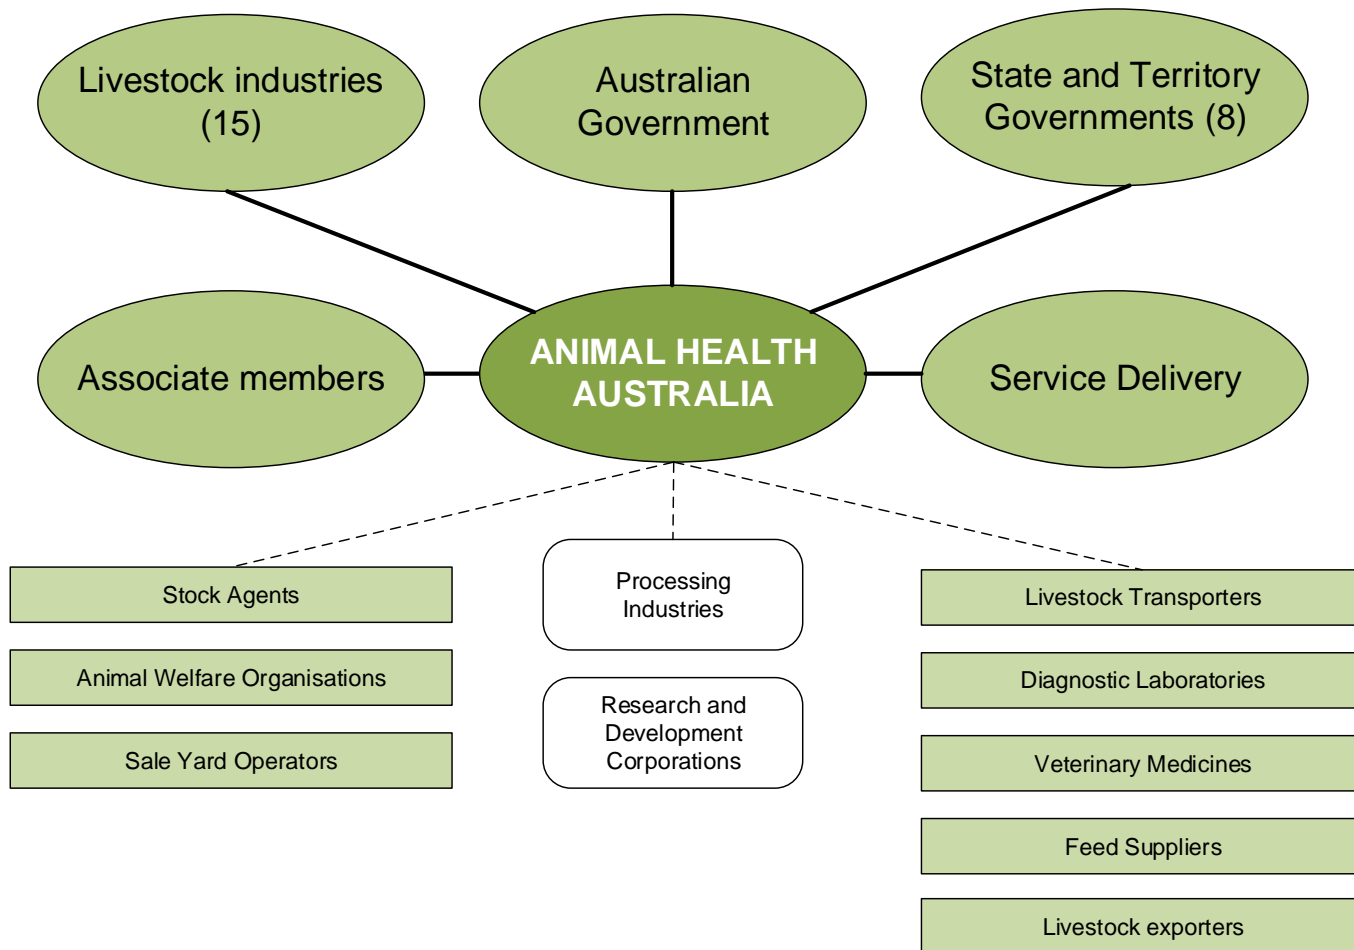 Livestock industries
(15)
Australian
Government
State and Territory
Governments (8)
Associate members
ANIMAL HEALTH
AUSTRALIA
Service Delivery
Stock Agents
Animal Welfare Organisations
Sale Yard Operators
Processing
Industries
Research and
Development
Corporations
Livestock Transporters
Diagnostic Laboratories
Veterinary Medicines
Feed Suppliers
Livestock exporters